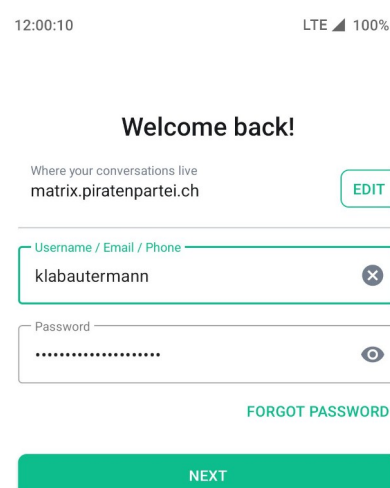 12:00:10 LTE 100%
Welcome back!
Where your conversations live
matrix.piratenpartei.ch
EDIT
Username / Email / Phone
klabautermann
Password
•••••••••••••••••••••
FORGOT PASSWORD
NEXT